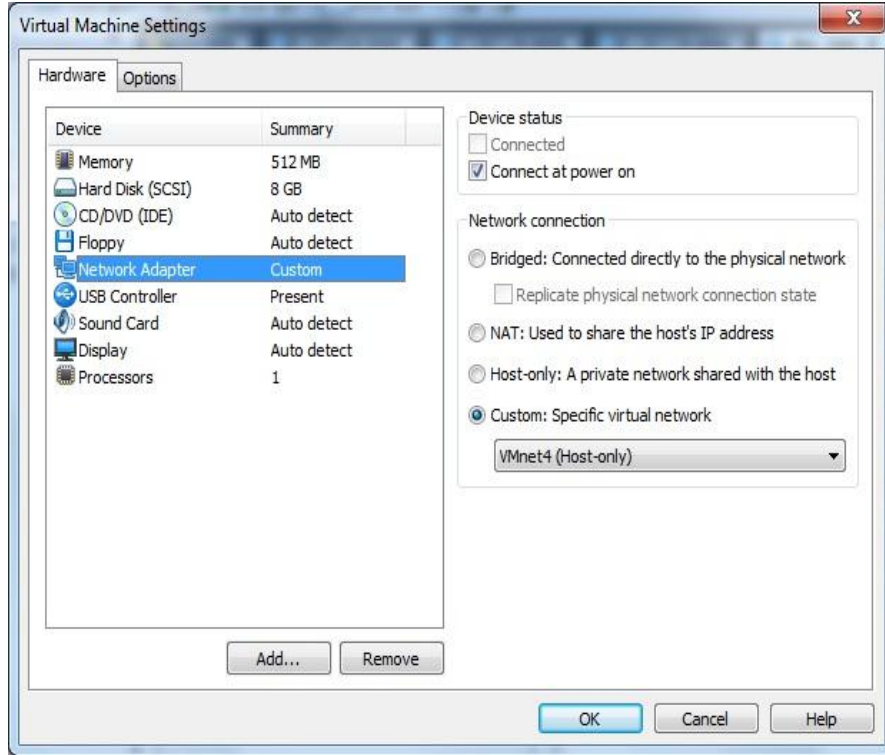 Virtual Machine Settings
Hardware
Options
Device Summary
Memory 512 MB
Hard Disk (SCSI) 8 GB
CD/DVD (IDE) Auto detect
Floppy Auto detect
Network Adapter Custom
USB Controller Present
Sound Card Auto detect
Display Auto detect
Processors 1
Add... Remove
Device status
Connected
Connect at power on
Network connection
Bridged: Connected directly to the physical network
Replicate physical network connection state
NAT: Used to share the host's IP address
Host-only: A private network shared with the host
Custom: Specific virtual network
VMnet4 (Host-only)
OK Cancel Help